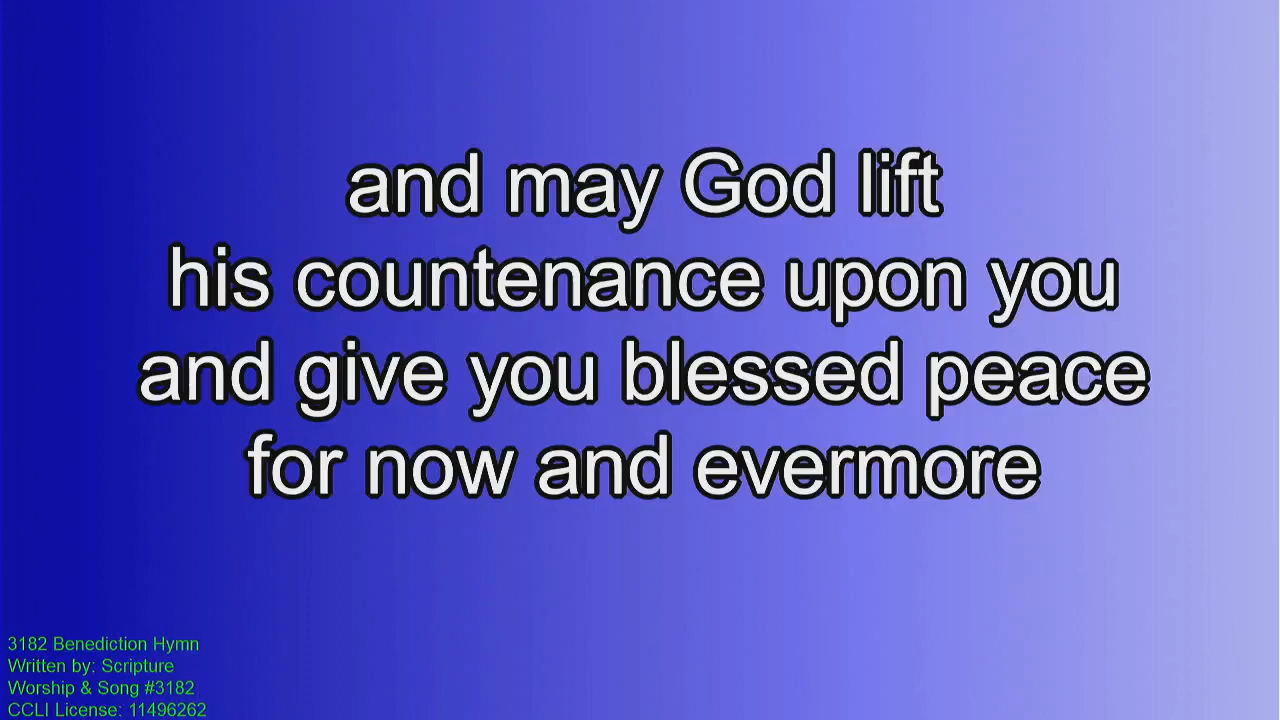 and may God lift
his countenance upon you
and give you blessed peace
for now and evermore
3182 Benediction Hymn
Written by: Scripture
Worship & Song #3182
CCLI License: 11496262